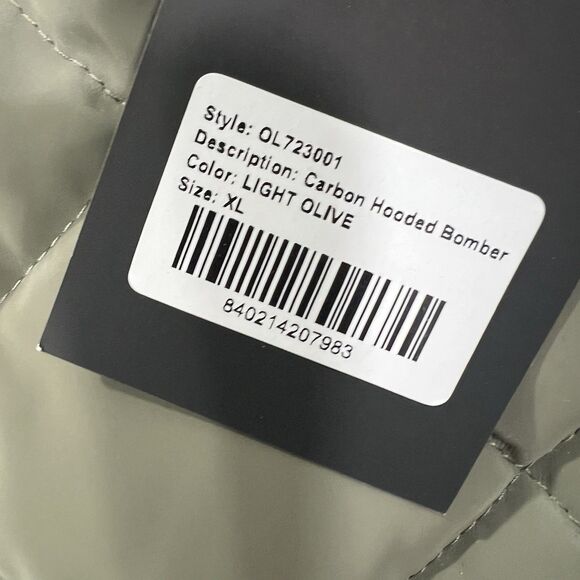 Style: OL723001
Description: Carbon Hooded Bomber
Color: LIGHT OLIVE
Size: XL
840214207983